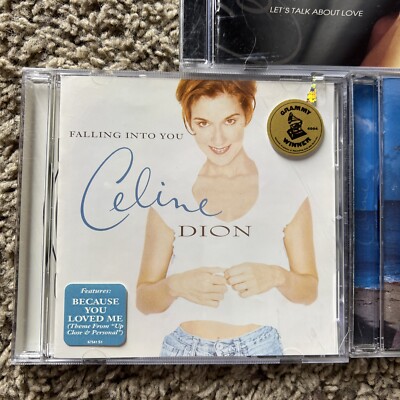 LET'S TALK ABOUT LOVE
FALLING INTO YOU
Celine
DION
GRAMMY
WINNER
Features:
BECAUSE
YOU
LOVED ME
(Theme From "Up
Close & Personal")